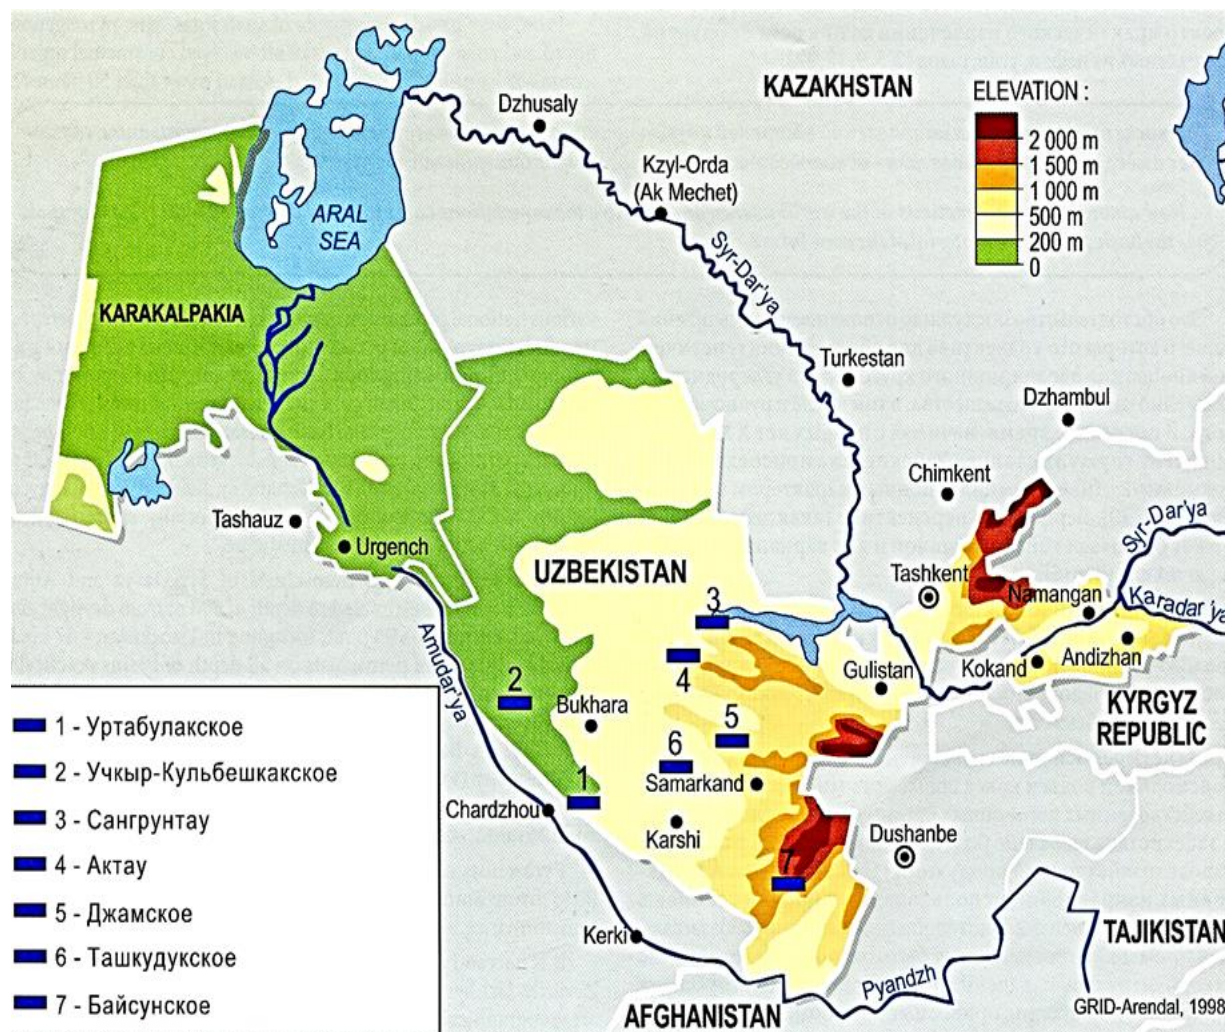 KAZAKHSTAN
ELEVATION :
2 000 m
1 500 m
1 000 m
500 m
200 m
0
Dzhusaly
Kzyl-Orda
(Ak Mechet)
ARAL
SEA
Syr-Dar'ya
KARAKALPAKIA
Turkestan
Dzhambul
Chimkent
Syr-Dar'ya
Tashauz
Urgench
UZBEKISTAN
Tashkent
Namangan
Karadar'ya
3
Amudar'ya
4
Gulistan
Kokand
Andizhan
2
Bukhara
5
KYRGYZ
REPUBLIC
6
Samarkand
1
Chardzhou
Karshi
Dushanbe
7
Kerki
TAJIKISTAN
Pyandzh
AFGHANISTAN
GRID-Arendal, 1998
1 - Уртабулакское
2 - Учкыр-Кульбешкакское
3 - Сангрунтау
4 - Актау
5 - Джамское
6 - Ташкудукское
7 - Байсунское